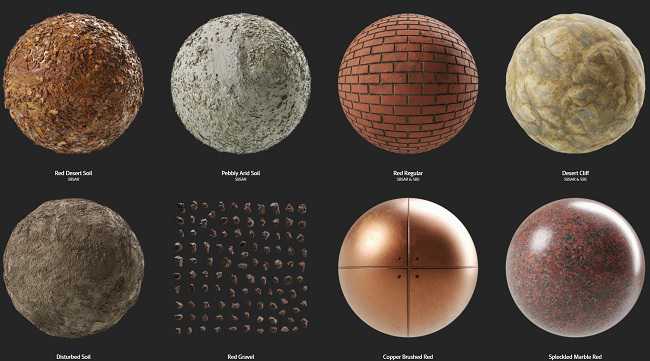 Red Desert Soil
SBSAR
Pebbly Arid Soil
SBSAR
Red Regular
SBSAR & SBS
Desert Cliff
SBSAR & SBS
Disturbed Soil
Red Gravel
Copper Brushed Red
Speckled Marble Red